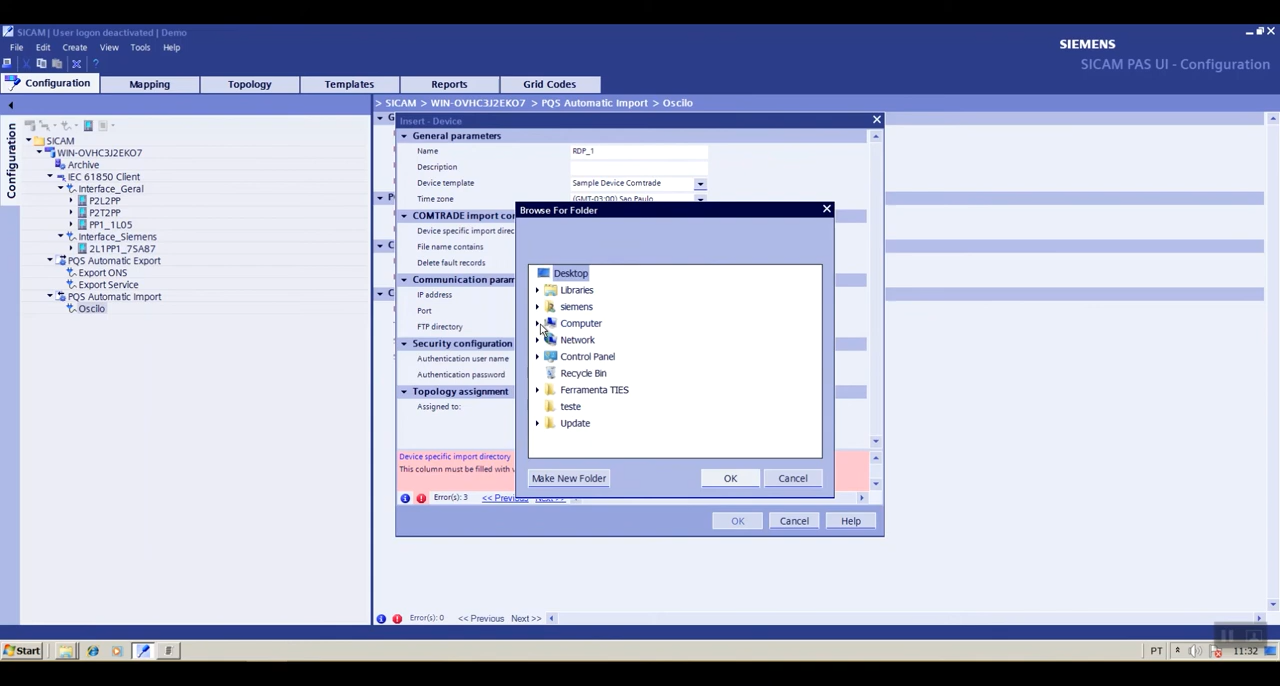 SICAM | User logon deactivated | Demo
File Edit Create View Tools Help
SIEMENS
SICAM PAS UI - Configuration
Configuration Mapping Topology Templates Reports Grid Codes
> SICAM > WIN-OVHC3J2EKO7 > PQS Automatic Import > Oscilo
Configuration
SICAM
WIN-OVHC3J2EKO7
Archive
IEC 61850 Client
Interface_Geral
P2L2PP
P2T2PP
PP1_1L05
Interface_Siemens
2L1PP1_7SA87
PQS Automatic Export
Export ONS
Export Service
PQS Automatic Import
Oscilo
Insert - Device
General parameters
Name RDP_1
Description
Device template Sample Device Comtrade
Time zone (GMT-03:00) Sao Paulo
COMTRADE import con
Device specific import direc
File name contains
Delete fault records
Communication param
IP address
Port
FTP directory
Security configuration
Authentication user name
Authentication password
Topology assignment
Assigned to:
Device specific import directory
This column must be filled with v
Error(s): 3 << Previous Next >>
OK Cancel Help
Browse For Folder
Desktop
Libraries
siemens
Computer
Network
Control Panel
Recycle Bin
Ferramenta TIES
teste
Update
Make New Folder OK Cancel
Error(s): 0 << Previous Next >>
Start PT 11:32